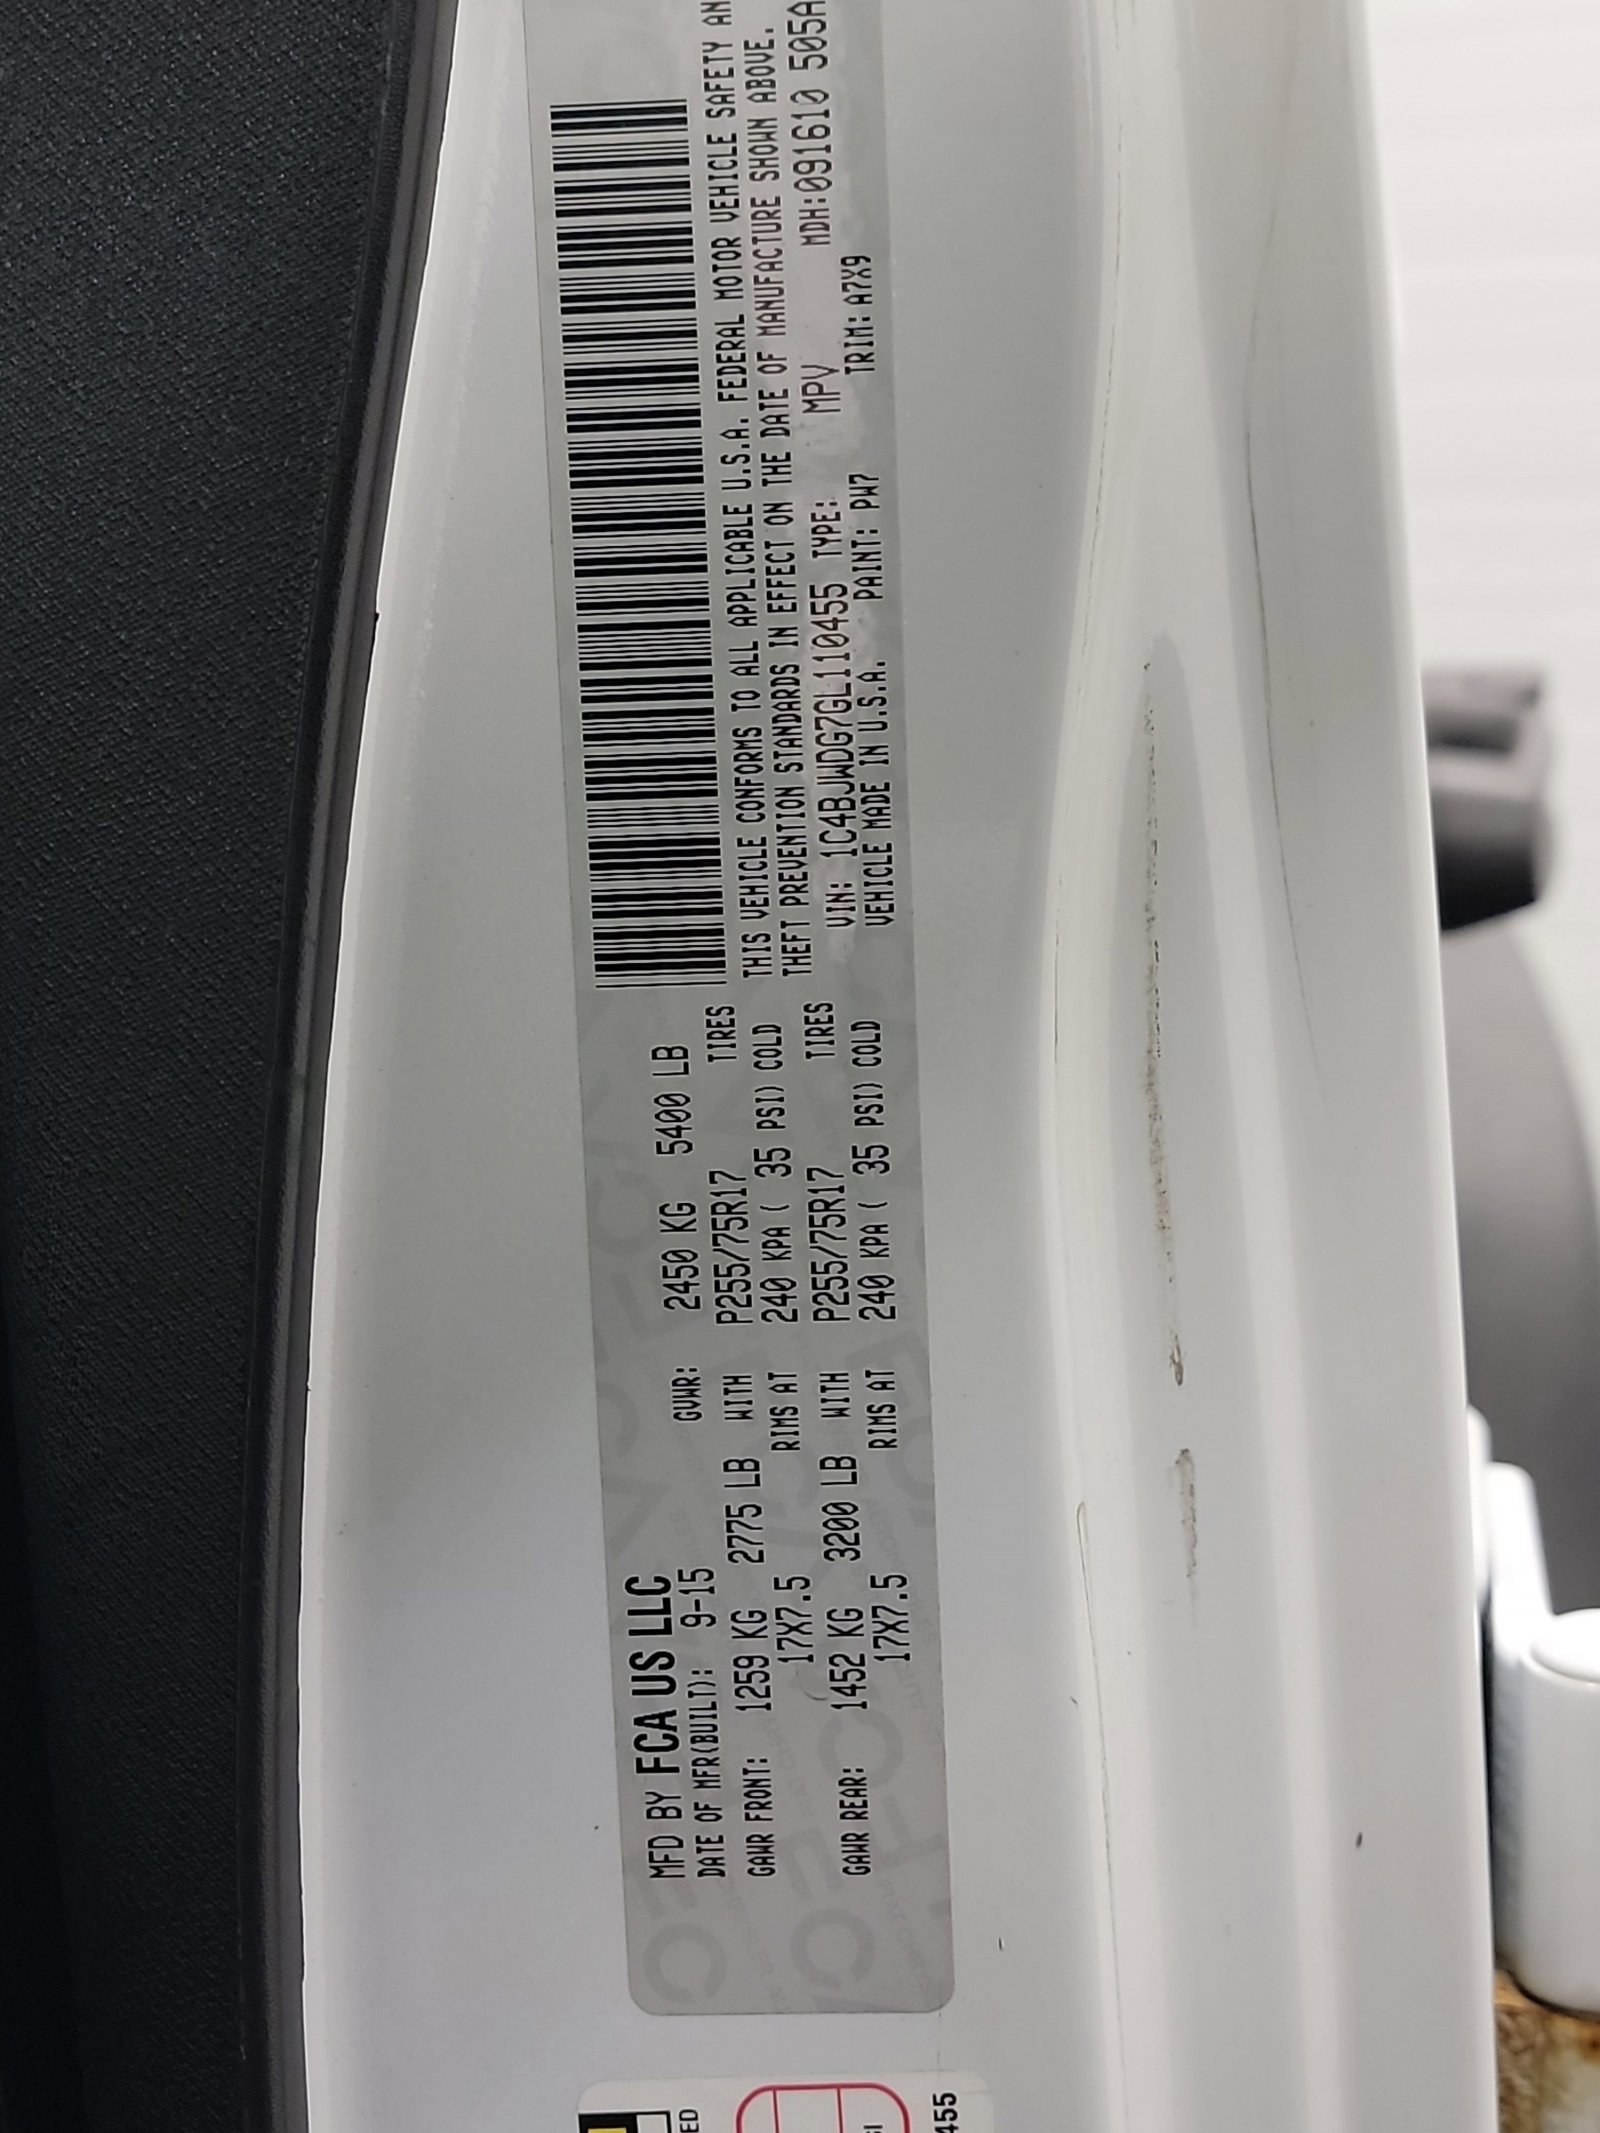 MFD BY FCA US LLC
DATE OF MFR(BUILT): 9-15 GVWR: 2450 KG 5400 LB
GAWR FRONT: 1259 KG 2775 LB WITH P255/75R17 TIRES
17X7.5 RIMS AT 240 KPA ( 35 PSI) COLD
GAWR REAR: 1452 KG 3200 LB WITH P255/75R17 TIRES
17X7.5 RIMS AT 240 KPA ( 35 PSI) COLD
THIS VEHICLE CONFORMS TO ALL APPLICABLE U.S.A. FEDERAL MOTOR VEHICLE SAFETY AN
THEFT PREVENTION STANDARDS IN EFFECT ON THE DATE OF MANUFACTURE SHOWN ABOVE.
VIN: 1C4BJWDG7GL110455 TYPE: MPV MDH:091610 505A
VEHICLE MADE IN U.S.A. PAINT: PW7 TRIM: A7X9
ED
SI
455